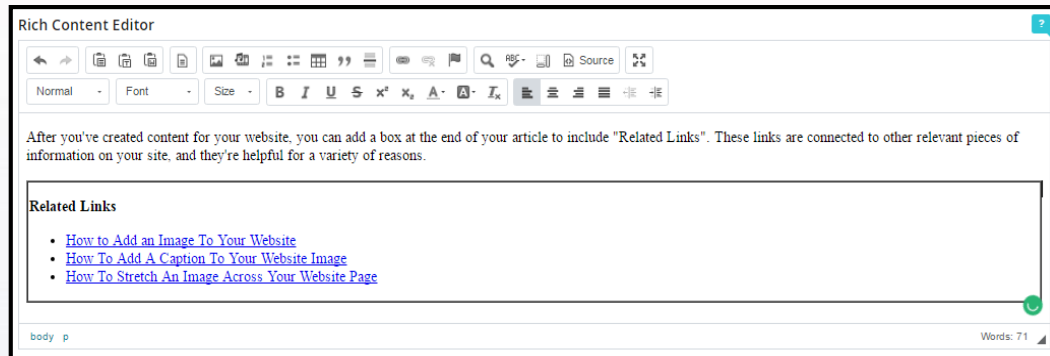 Rich Content Editor
?
Source
Normal
Font
Size
B I U S x² xₛ A A Iₓ
After you've created content for your website, you can add a box at the end of your article to include "Related Links". These links are connected to other relevant pieces of
information on your site, and they're helpful for a variety of reasons.
Related Links
• How to Add an Image To Your Website
• How To Add A Caption To Your Website Image
• How To Stretch An Image Across Your Website Page
body p
Words: 71